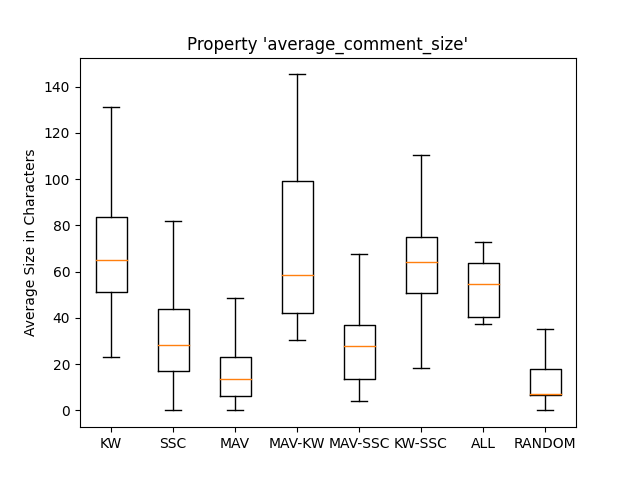 Property 'average_comment_size'
Average Size in Characters
140
120
100
80
60
40
20
0
KW SSC MAV MAV-KW MAV-SSC KW-SSC ALL RANDOM